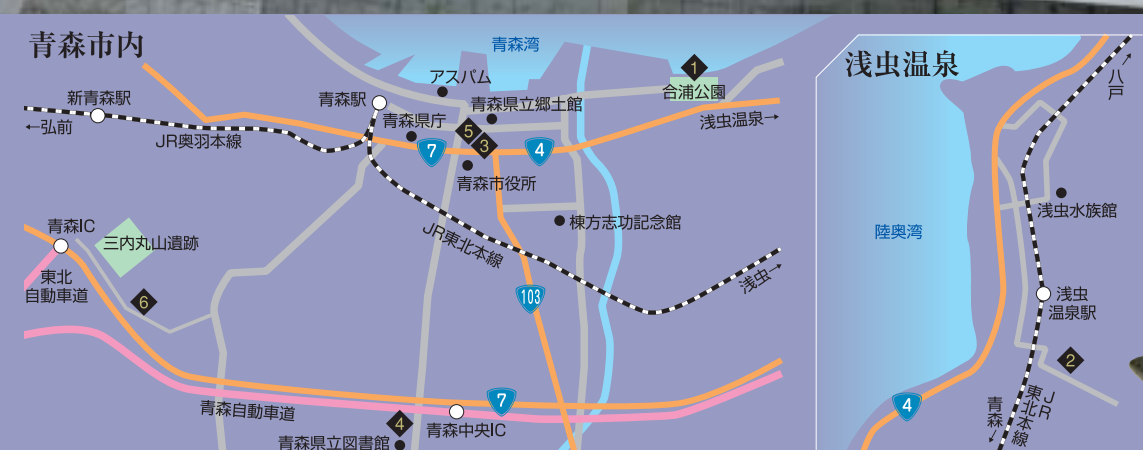 青森市内
青森湾
アスパム
1
合浦公園
新青森駅
青森駅
青森県立郷土館
青森県庁
5
3
←弘前
JR奥羽本線
7
4
浅虫温泉→
青森市役所
棟方志功記念館
JR東北本線
浅虫→
青森IC
三内丸山遺跡
東北
自動車道
6
103
青森自動車道
7
4
青森中央IC
青森県立図書館
浅虫温泉
八戸
→
浅虫水族館
陸奥湾
浅虫
温泉駅
2
4
青森
←
JR
東北本線